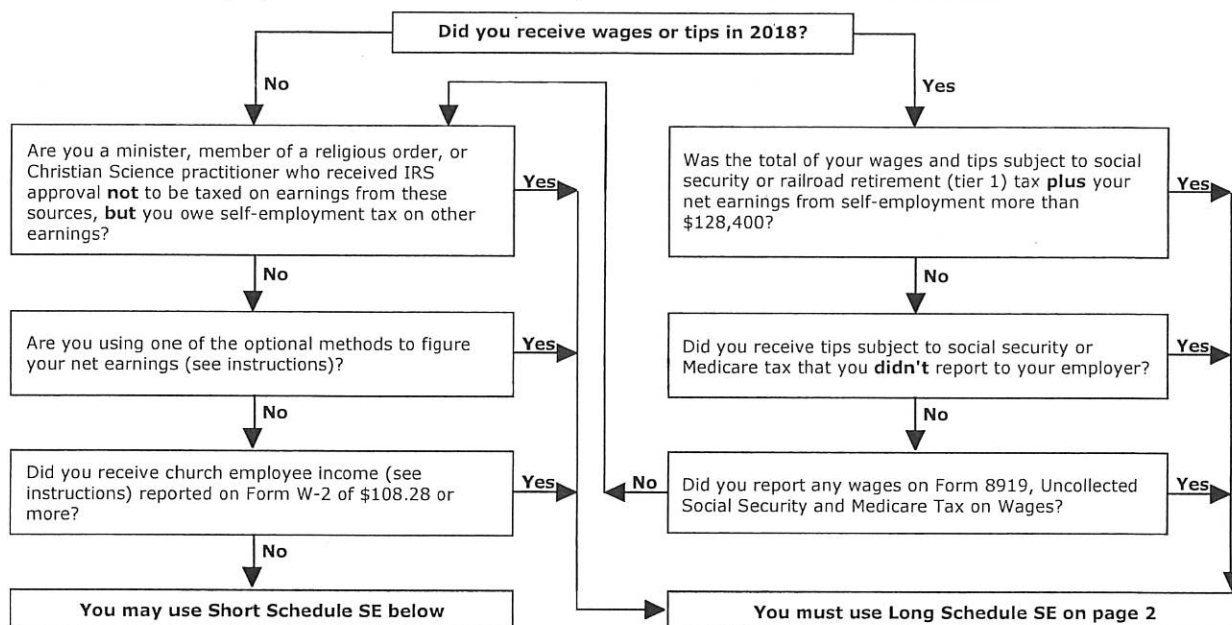 Did you receive wages or tips in 2018?
No
Yes
Are you a minister, member of a religious order, or
Christian Science practitioner who received IRS
approval not to be taxed on earnings from these
sources, but you owe self-employment tax on other
earnings?
Yes
Was the total of your wages and tips subject to social
security or railroad retirement (tier 1) tax plus your
net earnings from self-employment more than
$128,400?
Yes
No
No
Are you using one of the optional methods to figure
your net earnings (see instructions)?
Yes
Did you receive tips subject to social security or
Medicare tax that you didn't report to your employer?
Yes
No
No
Did you receive church employee income (see
instructions) reported on Form W-2 of $108.28 or
more?
Yes
No
Did you report any wages on Form 8919, Uncollected
Social Security and Medicare Tax on Wages?
Yes
No
You may use Short Schedule SE below
You must use Long Schedule SE on page 2